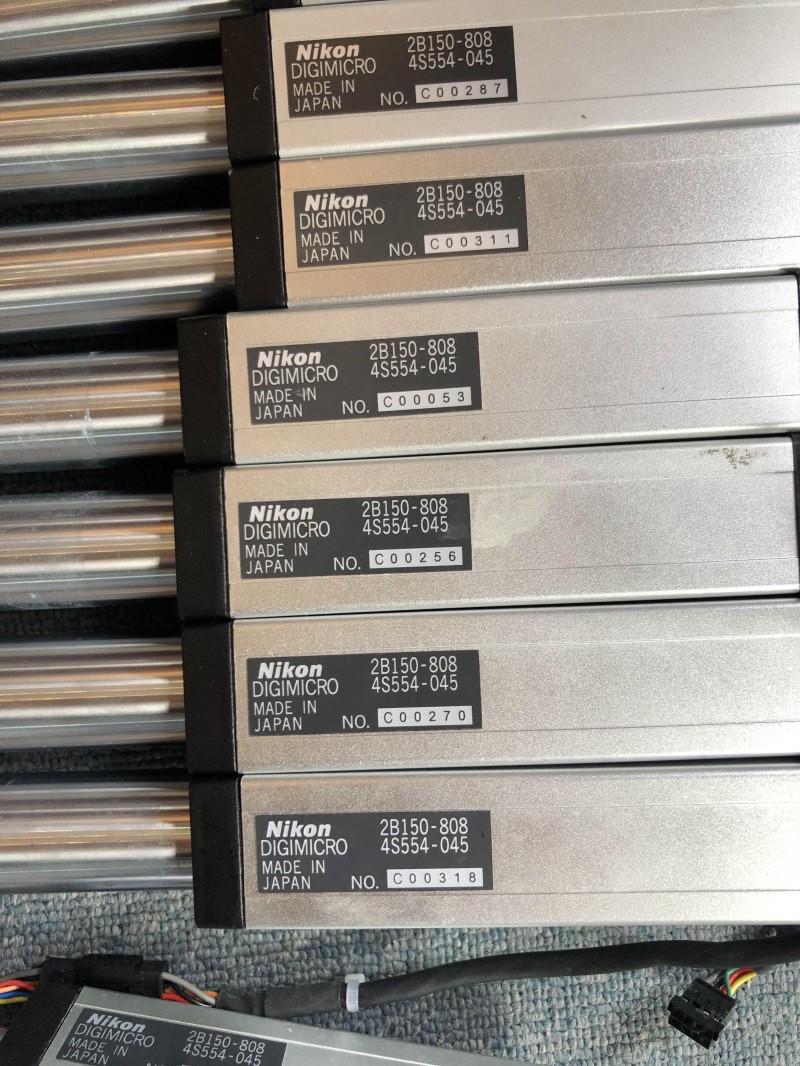 Nikon 2B150-808
DIGIMICRO 4S554-045
MADE IN
JAPAN NO. C00287
Nikon 2B150-808
DIGIMICRO 4S554-045
MADE IN
JAPAN NO. C00311
Nikon 2B150-808
DIGIMICRO 4S554-045
MADE IN
JAPAN NO. C00053
Nikon 2B150-808
DIGIMICRO 4S554-045
MADE IN
JAPAN NO. C00256
Nikon 2B150-808
DIGIMICRO 4S554-045
MADE IN
JAPAN NO. C00270
Nikon 2B150-808
DIGIMICRO 4S554-045
MADE IN
JAPAN NO. C00318
Nikon 2B150-808
DIGIMICRO 4S554-045
MADE IN
JAPAN